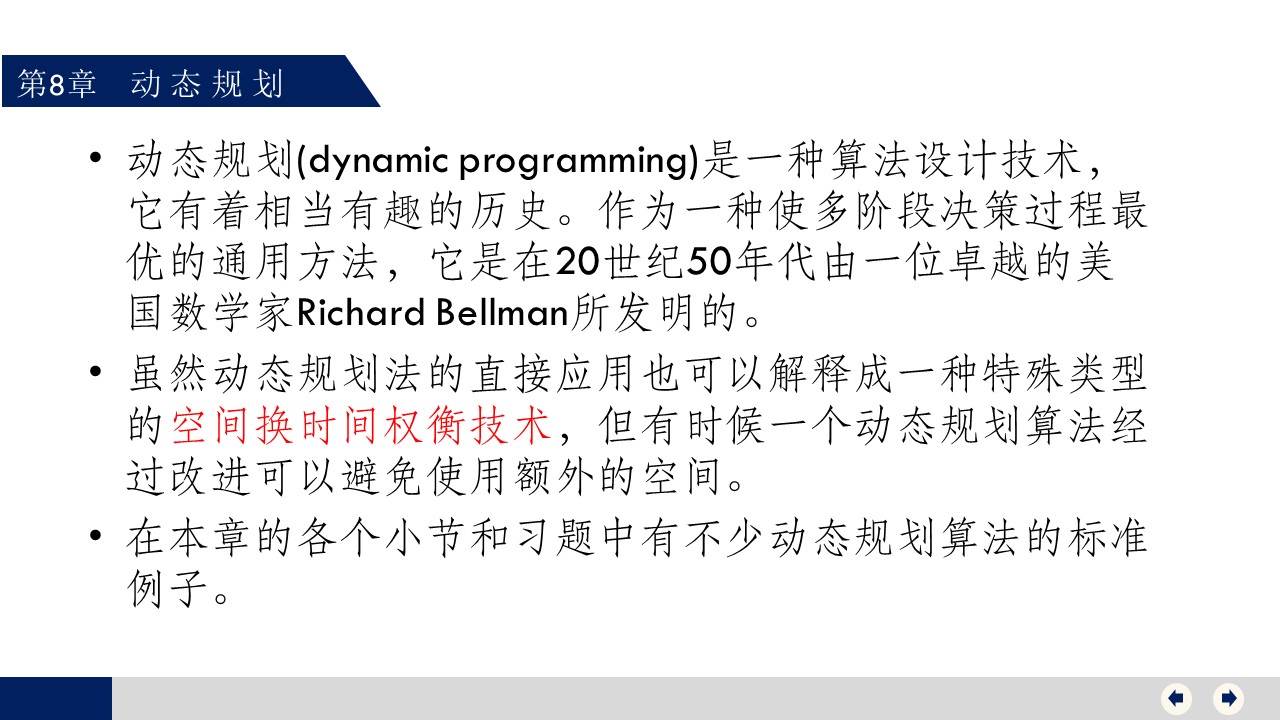 第8章 动 态 规 划
• 动态规划(dynamic programming)是一种算法设计技术，
它有着相当有趣的历史。作为一种使多阶段决策过程最
优的通用方法，它是在20世纪50年代由一位卓越的美
国数学家Richard Bellman所发明的。
• 虽然动态规划法的直接应用也可以解释成一种特殊类型
的空间换时间权衡技术，但有时候一个动态规划算法经
过改进可以避免使用额外的空间。
• 在本章的各个小节和习题中有不少动态规划算法的标准
例子。